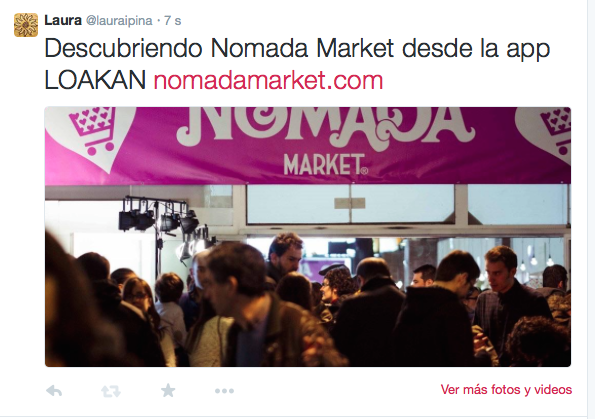 Laura @lauraipina · 7 s
Descubriendo Nomada Market desde la app
LOAKAN nomadamarket.com
NOMADA
MARKET®
Ver más fotos y videos